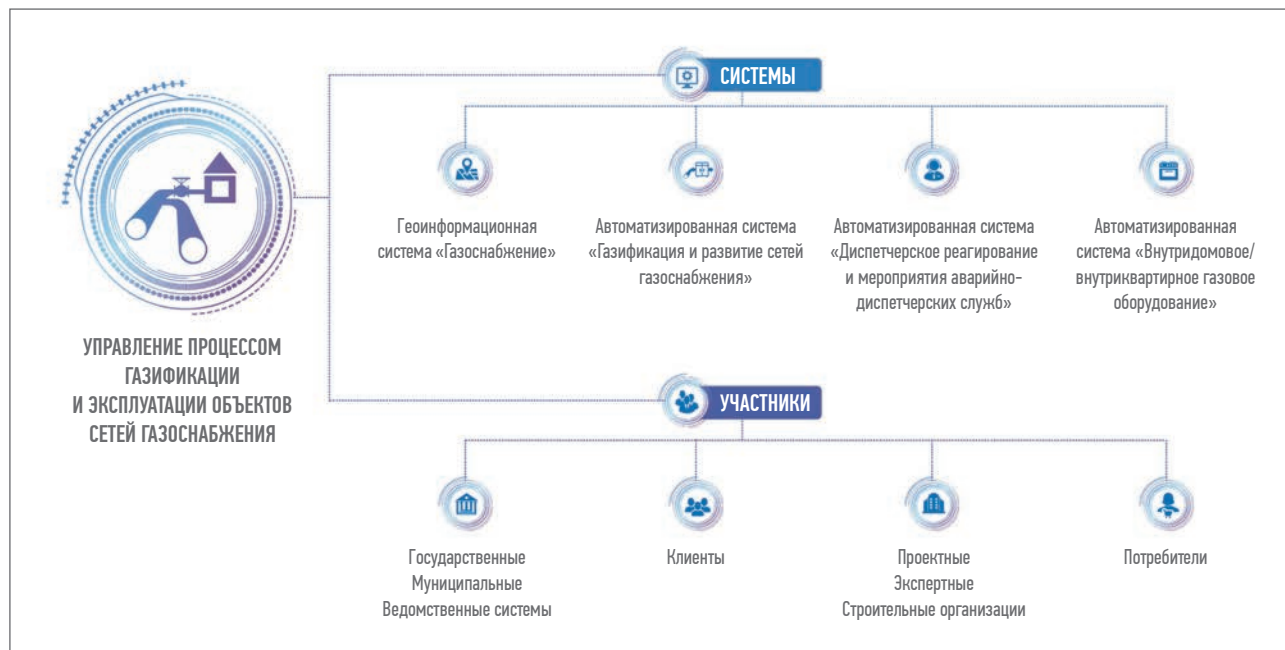 СИСТЕМЫ
Геоинформационная
система «Газоснабжение»
Автоматизированная система
«Газификация и развитие сетей
газоснабжения»
Автоматизированная система
«Диспетчерское реагирование
и мероприятия аварийно-
диспетчерских служб»
Автоматизированная
система «Внутридомовое/
внутриквартирное газовое
оборудование»
УПРАВЛЕНИЕ ПРОЦЕССОМ
ГАЗИФИКАЦИИ
И ЭКСПЛУАТАЦИИ ОБЪЕКТОВ
СЕТЕЙ ГАЗОСНАБЖЕНИЯ
УЧАСТНИКИ
Государственные
Муниципальные
Ведомственные системы
Клиенты
Проектные
Экспертные
Строительные организации
Потребители